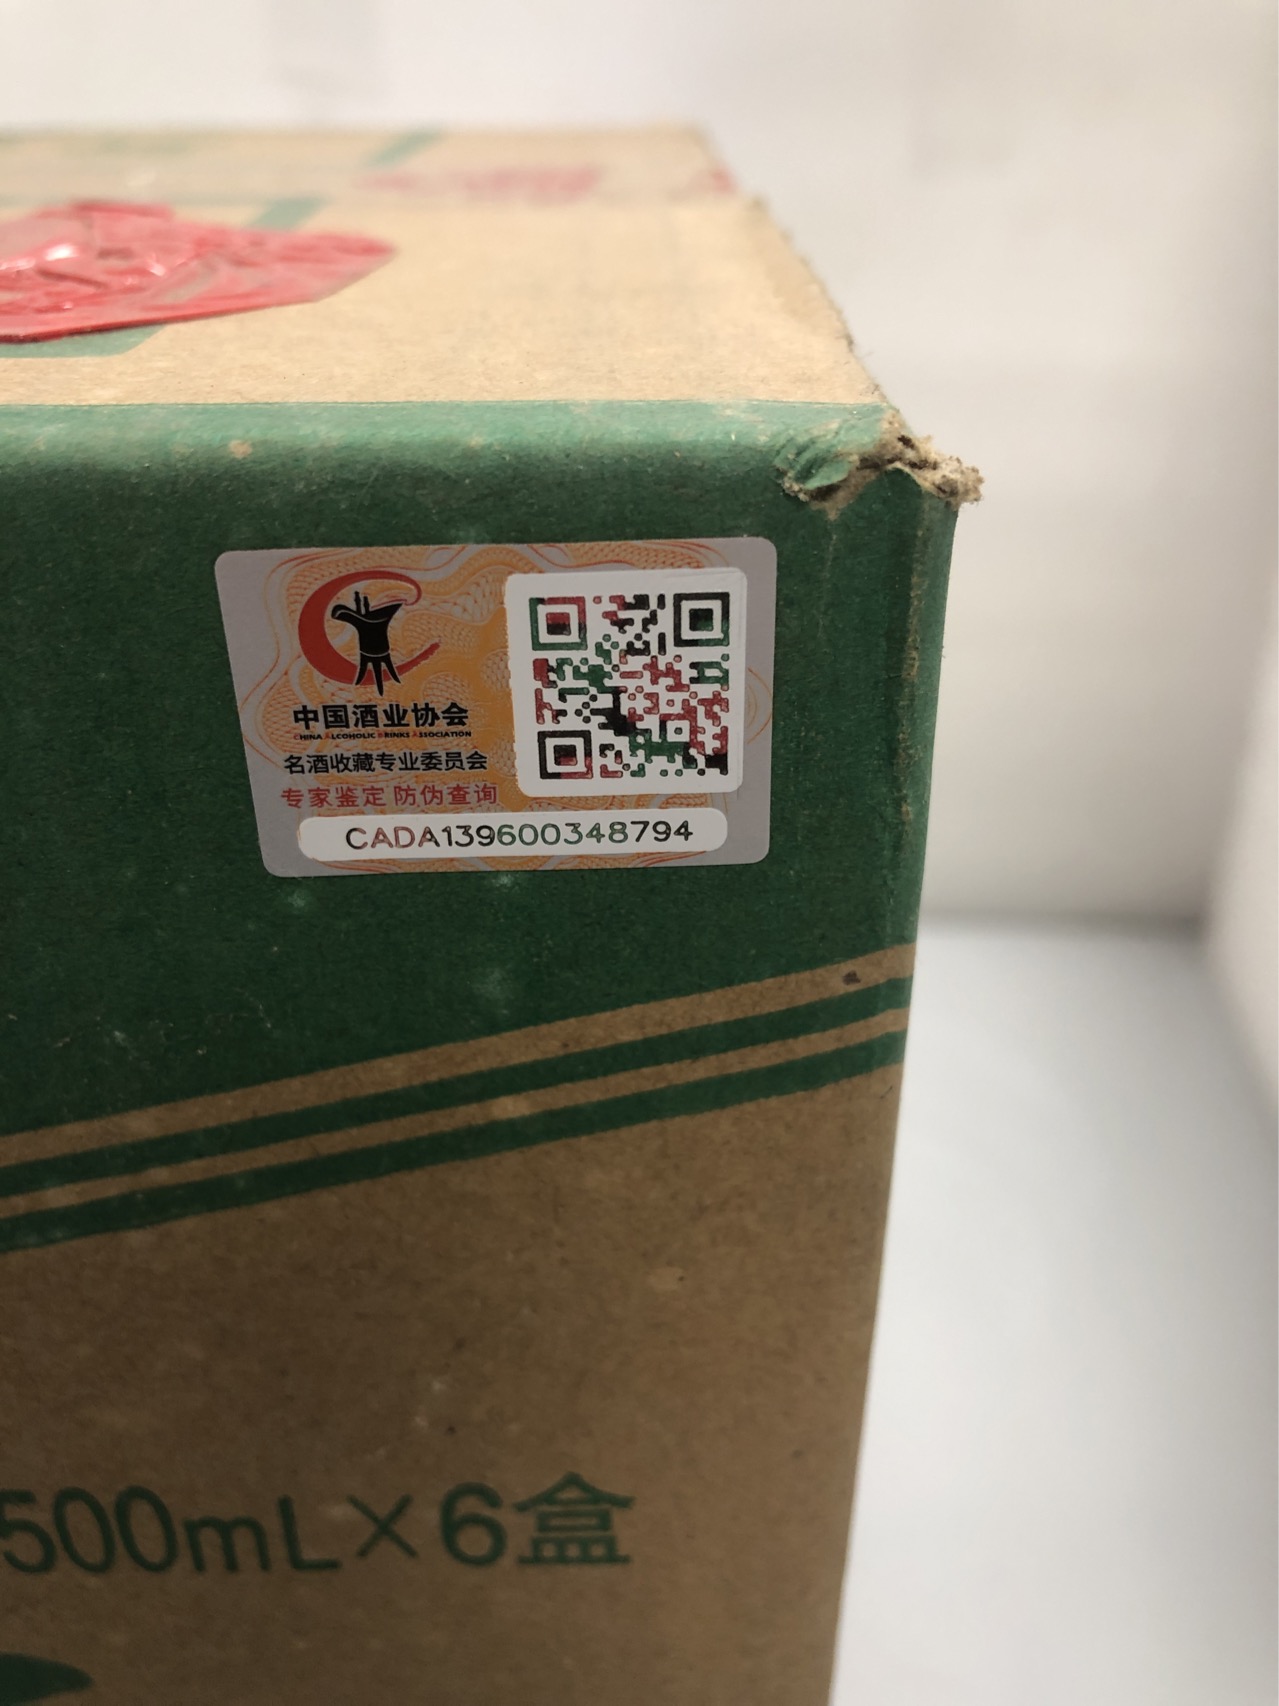 中国酒业协会
CHINA ALCOHOLIC DRINKS ASSOCIATION
名酒收藏专业委员会
专家鉴定 防伪查询
CADA139600348794
500mL×6盒